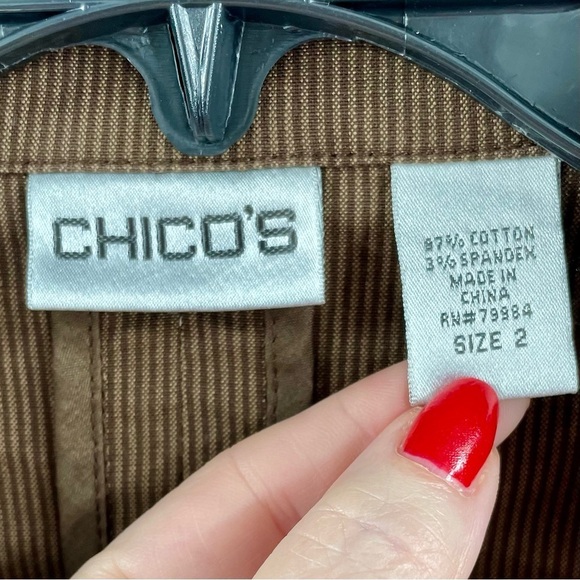 CHICO'S
97% COTTON
3% SPANDEX
MADE IN
CHINA
RN#79984
SIZE 2